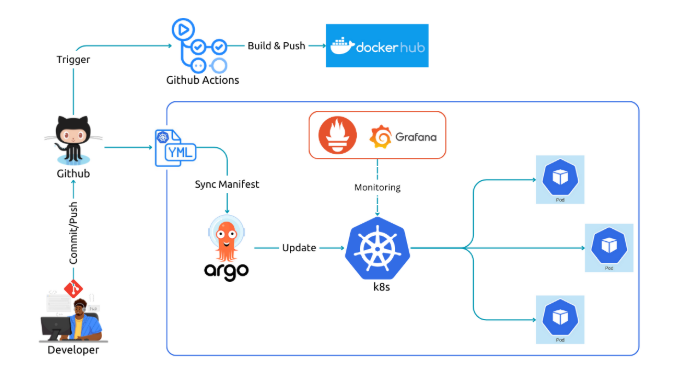 Trigger
Build & Push
docker hub
Github Actions
Github
YML
Grafana
Monitoring
Sync Manifest
Commit/Push
argo
Update
k8s
Pod
Pod
Pod
Developer